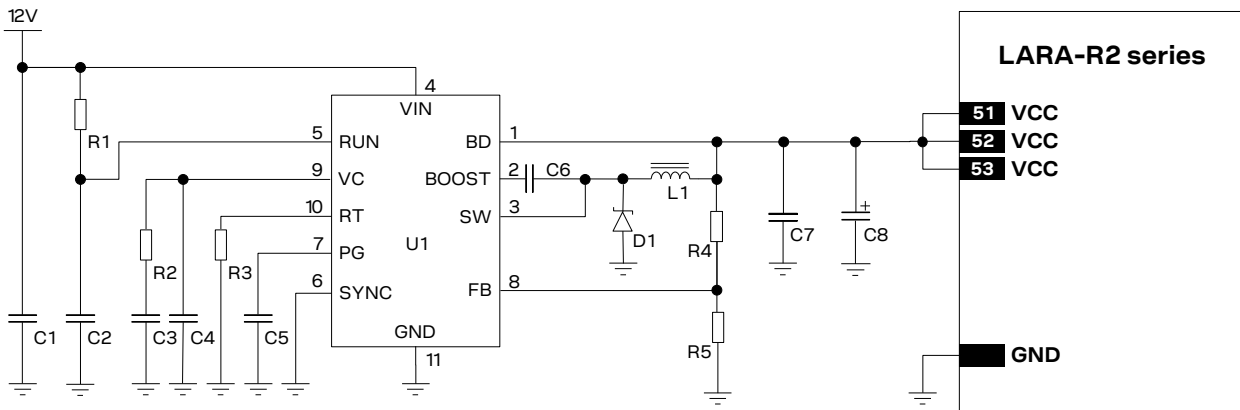 12V
LARA-R2 series
4
VIN
51 VCC
R1
5 RUN
BD 1
52 VCC
9 VC
BOOST 2
C6
53 VCC
L1
10 RT
SW 3
U1
D1
R4
C7
+
C8
7 PG
R2
R3
6 SYNC
FB 8
C1
C2
C3
C4
C5
GND
R5
11
GND